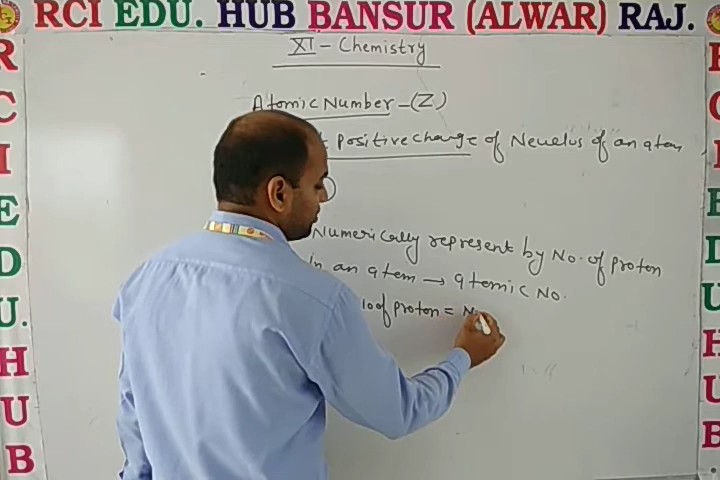 RCI EDU. HUB BANSUR (ALWAR) RAJ.
XI - Chemistry
Atomic Number - (Z)
Positive Charge of Neuelus of an atom
Numerically represent by No. of Proton
in an atom → atomic No.
of proton = N
R
C
I
E
D
U.
H
U
B